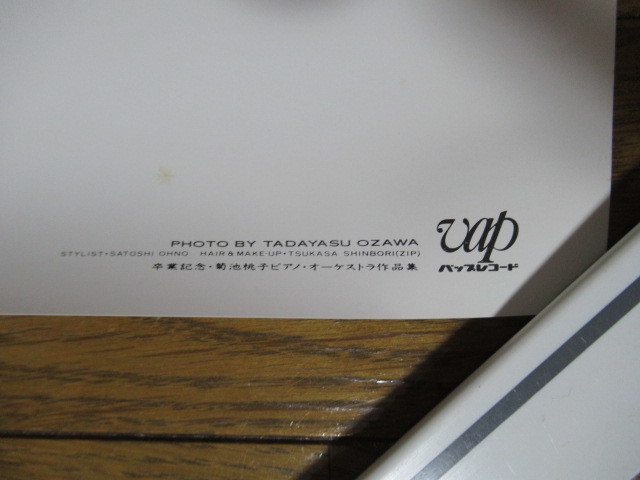 PHOTO BY TADAYASU OZAWA
STYLIST・SATOSHI OHNO HAIR&MAKE-UP・TSUKASA SHINBORI(ZIP)
卒業記念・菊池桃子ピアノ・オーケストラ作品集
vap
バップレコード